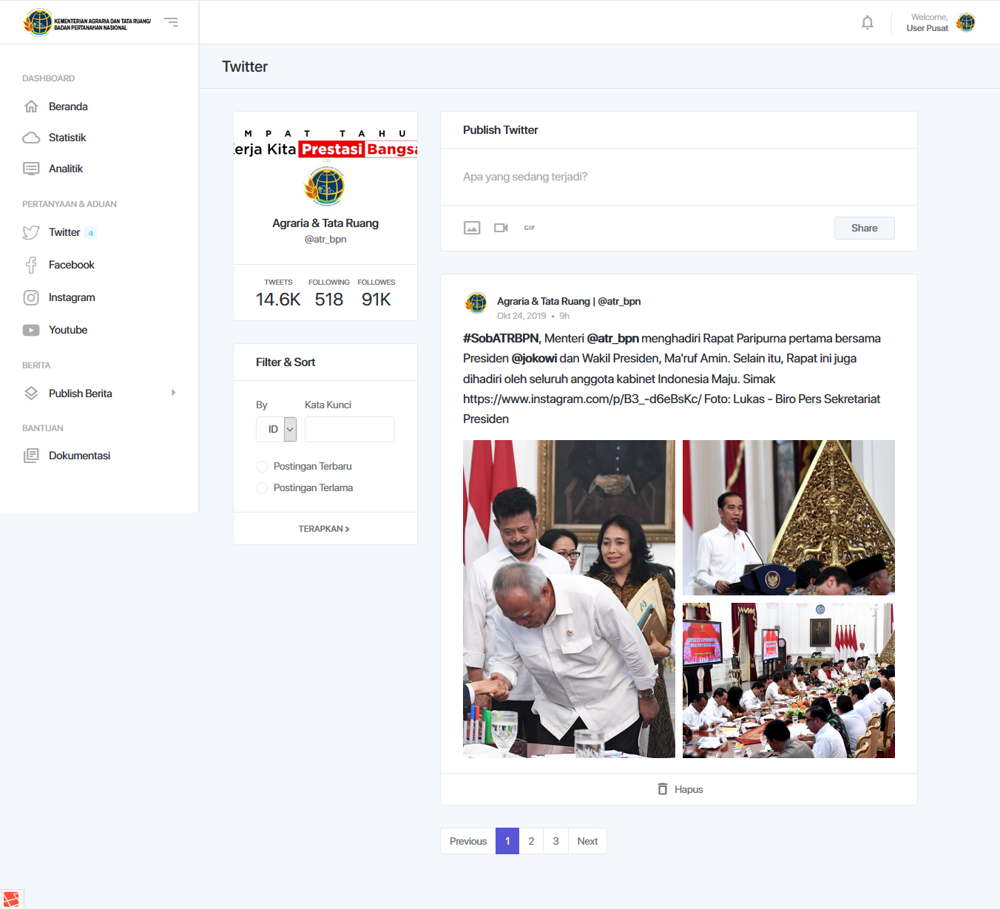 KEMENTERIAN AGRARIA DAN TATA RUANG/
BADAN PERTANAHAN NASIONAL
Welcome,
User Pusat
Twitter
DASHBOARD
Beranda
Statistik
Analitik
PERTANYAAN & ADUAN
Twitter 4
Facebook
Instagram
Youtube
BERITA
Publish Berita
BANTUAN
Dokumentasi
MPAT TAHU
erja Kita Prestasi Bangsa
Agraria & Tata Ruang
@atr_bpn
TWEETS FOLLOWING FOLLOWES
14.6K 518 91K
Filter & Sort
By Kata Kunci
ID
Postingan Terbaru
Postingan Terlama
TERAPKAN
Publish Twitter
Apa yang sedang terjadi?
GIF Share
Agraria & Tata Ruang | @atr_bpn
Okt 24, 2019 • 9h
#SobATRBPN, Menteri @atr_bpn menghadiri Rapat Paripurna pertama bersama
Presiden @jokowi dan Wakil Presiden, Ma'ruf Amin. Selain itu, Rapat ini juga
dihadiri oleh seluruh anggota kabinet Indonesia Maju. Simak
https://www.instagram.com/p/B3_-d6eBsKc/ Foto: Lukas - Biro Pers Sekretariat
Presiden
Hapus
Previous 1 2 3 Next